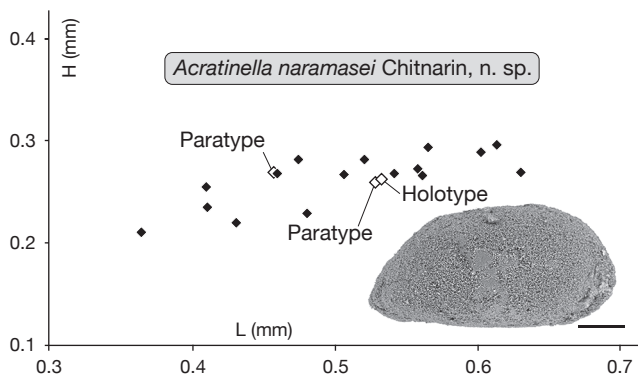 H (mm)
0.4
Acratinella naramasei Chitnarin, n. sp.
Paratype
0.3
Holotype
Paratype
0.2
0.1
L (mm)
0.3
0.4
0.5
0.6
0.7